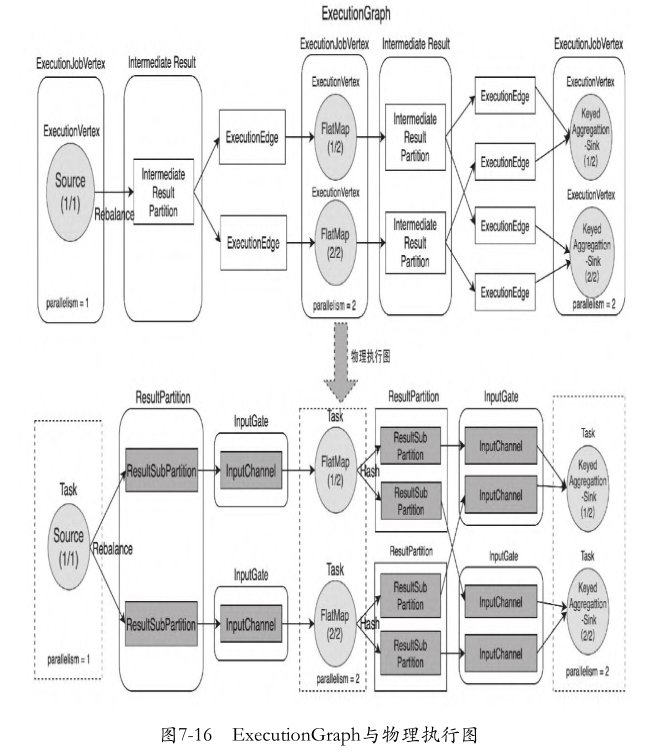 ExecutionGraph
ExecutionJobVertex
Intermediate Result
ExecutionJobVertex
Intermediate Result
ExecutionJobVertex
ExecutionVertex
Source
(1/1)
Rebalance
parallelism = 1
Intermediate
Result
Partition
ExecutionEdge
ExecutionEdge
ExecutionVertex
FlatMap
(1/2)
ExecutionVertex
FlatMap
(2/2)
parallelism = 2
Intermediate
Result
Partition
Intermediate
Result
Partition
ExecutionEdge
ExecutionEdge
ExecutionEdge
ExecutionEdge
ExecutionVertex
Keyed
Aggregattion
-Sink
(1/2)
ExecutionVertex
Keyed
Aggregattion
-Sink
(2/2)
parallelism = 2
物理执行图
Task
Source
(1/1)
Rebalance
parallelism = 1
ResultPartition
ResultSubPartition
ResultSubPartition
InputGate
InputChannel
InputGate
InputChannel
Task
FlatMap
(1/2)
Hash
Task
FlatMap
(2/2)
Hash
parallelism = 2
ResultPartition
ResultSub
Partition
ResultSub
Partition
ResultPartition
ResultSub
Partition
ResultSub
Partition
InputGate
InputChannel
InputChannel
InputGate
InputChannel
InputChannel
Task
Keyed
Aggregattion
-Sink
(1/2)
Task
Keyed
Aggregattion
-Sink
(2/2)
parallelism = 2
图7-16 ExecutionGraph与物理执行图